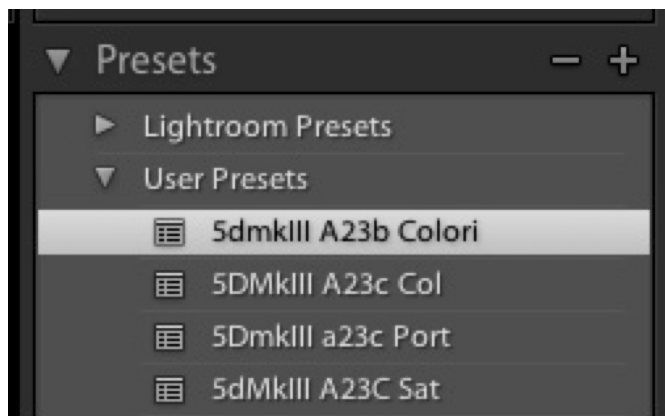 Presets
Lightroom Presets
User Presets
5dmkIII A23b Colori
5DMkIII A23c Col
5DmkIII a23c Port
5dMkIII A23C Sat